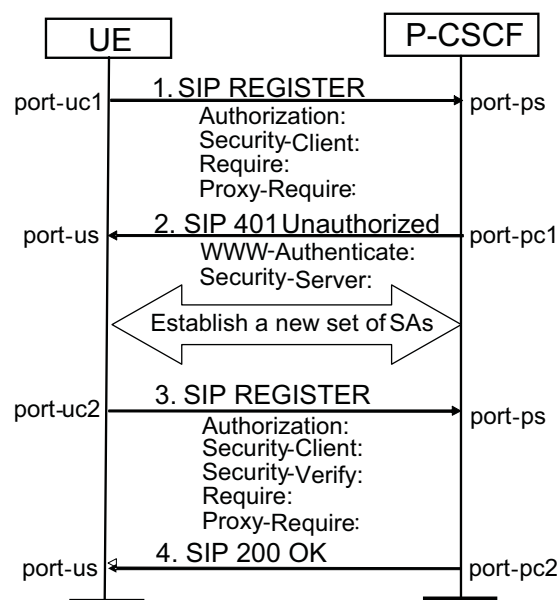 UE
P-CSCF
1. SIP REGISTER
port-uc1
port-ps
Authorization:
Security-Client:
Require:
Proxy-Require:
2. SIP 401 Unauthorized
port-us
port-pc1
WWW-Authenticate:
Security-Server:
Establish a new set of SAs
3. SIP REGISTER
port-uc2
port-ps
Authorization:
Security-Client:
Security-Verify:
Require:
Proxy-Require:
4. SIP 200 OK
port-us
port-pc2